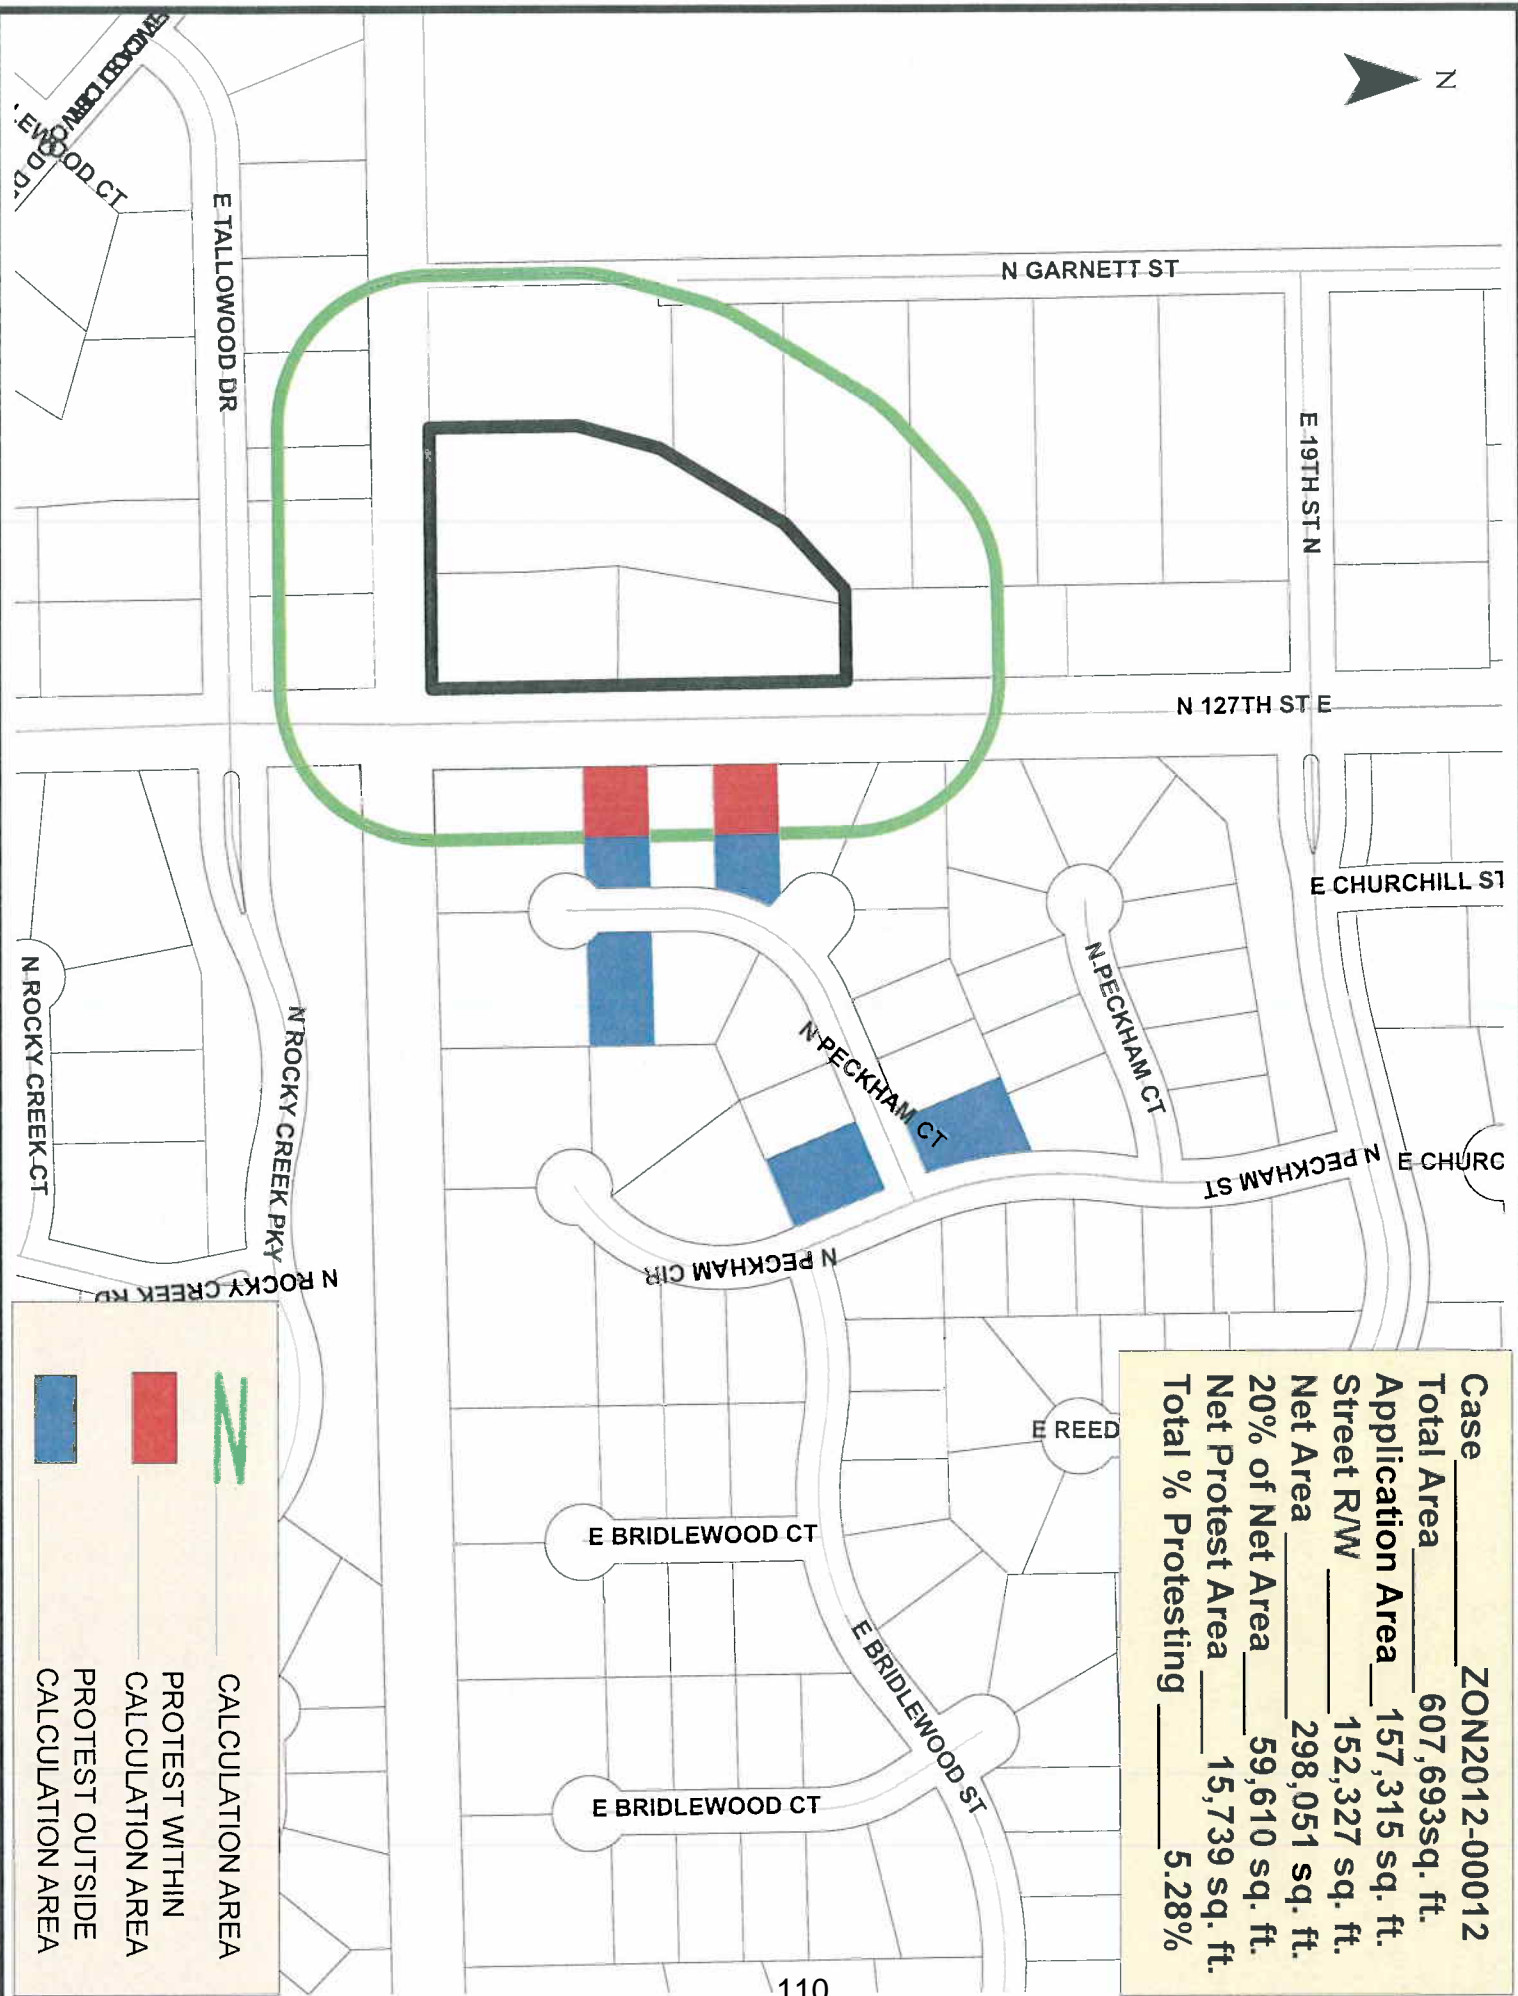 Case ZON2012-00012
Total Area 607,693sq. ft.
Application Area 157,315 sq. ft.
Street R/W 152,327 sq. ft.
Net Area 298,051 sq. ft.
20% of Net Area 59,610 sq. ft.
Net Protest Area 15,739 sq. ft.
Total % Protesting 5.28%
N
N GARNETT ST
E 19TH ST N
N 127TH ST E
E TALLOWOOD DR
EWOOD CT
E CHURCHILL ST
E CHURC
N PECKHAM CT
N PECKHAM CT
N PECKHAM ST
N PECKHAM CIR
N ROCKY CREEK CT
N ROCKY CREEK PKY
N ROCKY CREEK RD
E REED
E BRIDLEWOOD CT
E BRIDLEWOOD ST
E BRIDLEWOOD CT
110
CALCULATION AREA
PROTEST WITHIN
CALCULATION AREA
PROTEST OUTSIDE
CALCULATION AREA